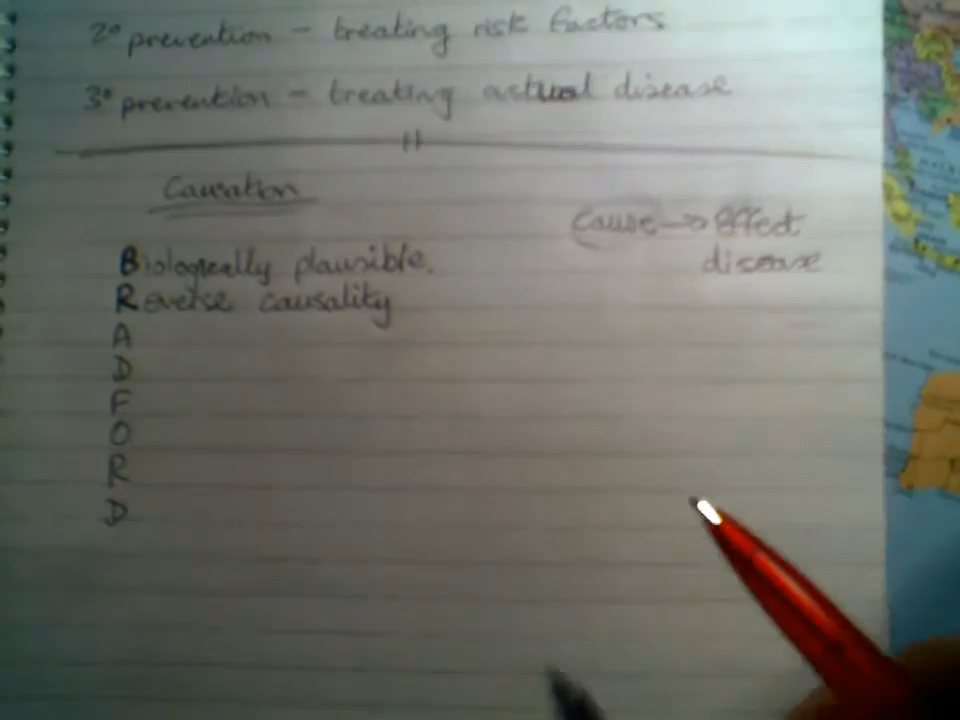 2° prevention – treating risk factors
3° prevention – treating actual disease
Causation
Cause → Effect
disease
Biologically plausible.
Reverse causality
A
D
F
O
R
D